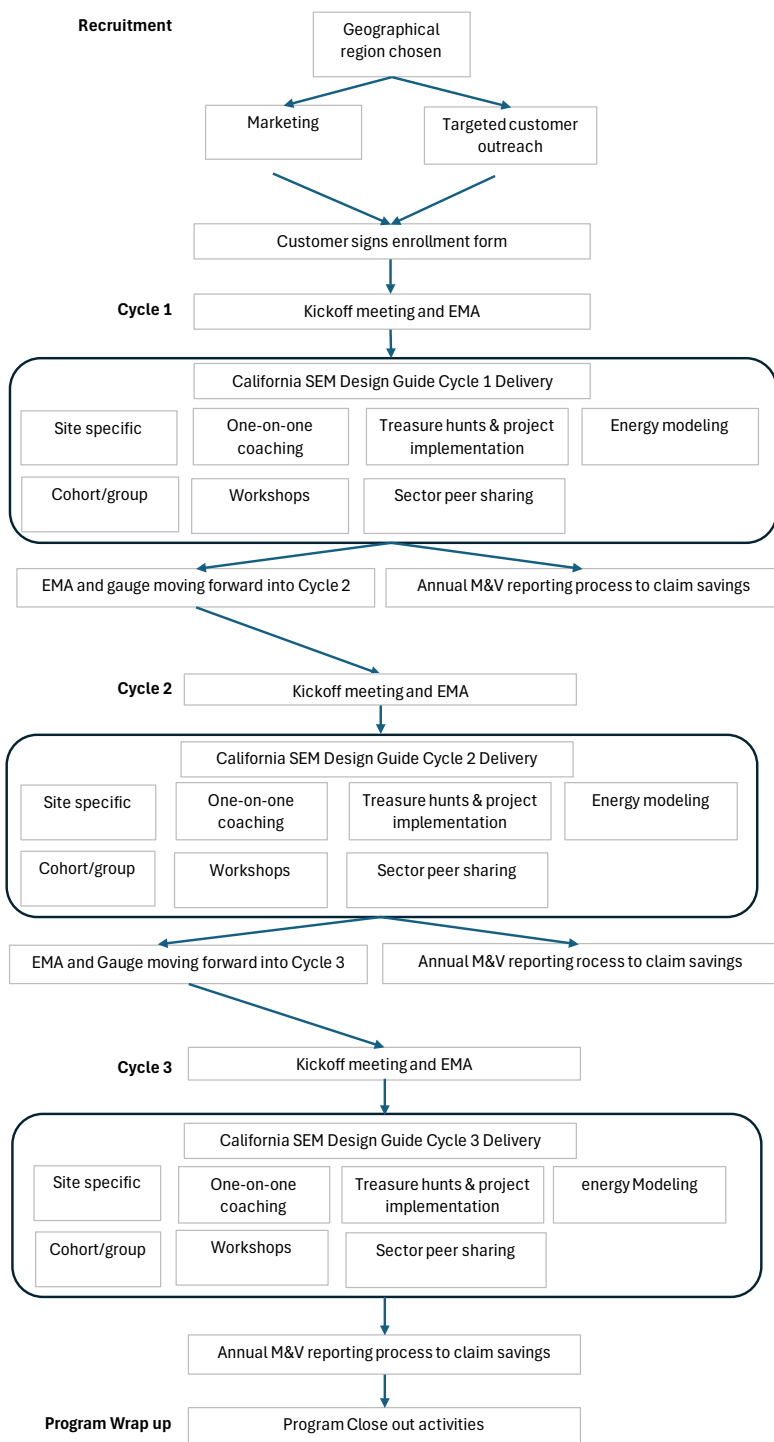 Recruitment
Geographical
region chosen
Marketing
Targeted customer
outreach
Customer signs enrollment form
Cycle 1
Kickoff meeting and EMA
California SEM Design Guide Cycle 1 Delivery
Site specific
One-on-one
coaching
Treasure hunts & project
implementation
Energy modeling
Cohort/group
Workshops
Sector peer sharing
EMA and gauge moving forward into Cycle 2
Annual M&V reporting process to claim savings
Cycle 2
Kickoff meeting and EMA
California SEM Design Guide Cycle 2 Delivery
Site specific
One-on-one
coaching
Treasure hunts & project
implementation
Energy modeling
Cohort/group
Workshops
Sector peer sharing
EMA and Gauge moving forward into Cycle 3
Annual M&V reporting rocess to claim savings
Cycle 3
Kickoff meeting and EMA
California SEM Design Guide Cycle 3 Delivery
Site specific
One-on-one
coaching
Treasure hunts & project
implementation
energy Modeling
Cohort/group
Workshops
Sector peer sharing
Annual M&V reporting process to claim savings
Program Wrap up
Program Close out activities